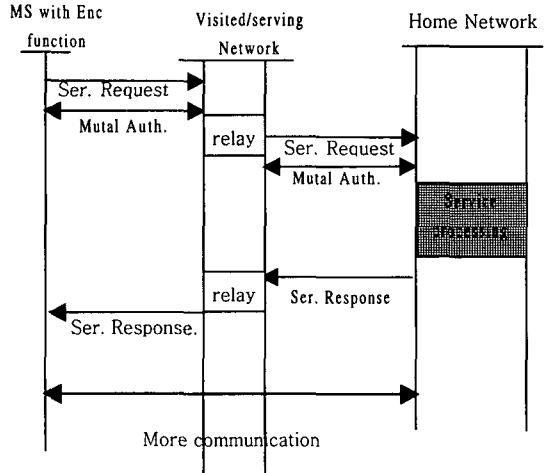 MS with Enc
function
Visited/serving
Network
Home Network
Ser. Request
Mutal Auth.
relay
Ser. Request
Mutal Auth.
Service
processing
relay
Ser. Response
Ser. Response.
More communication